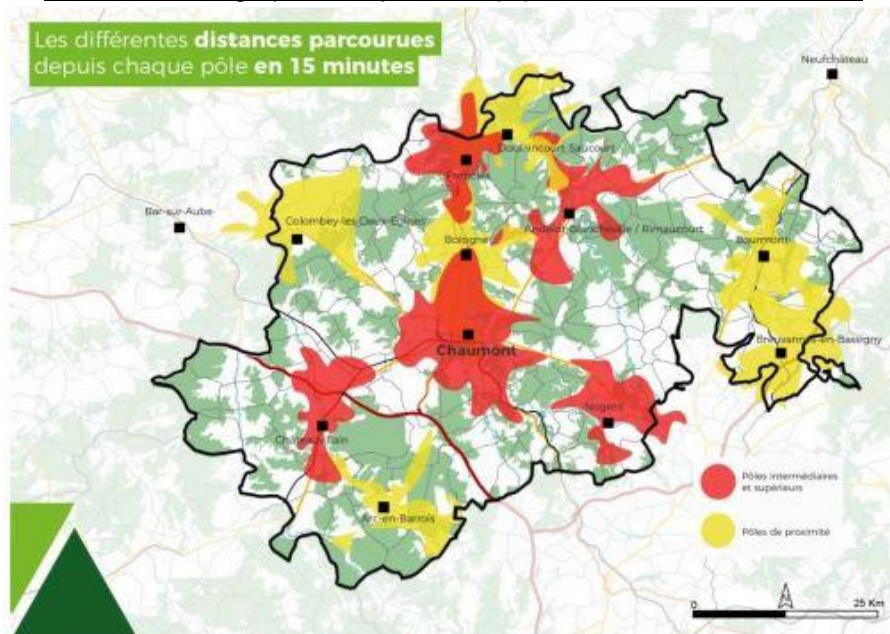 Les différentes distances parcourues
depuis chaque pôle en 15 minutes
Neufchâteau
Doulaincourt-Saucourt
Froncles
Bar-sur-Aube
Colombey-les-Deux-Églises
Andelot-Blancheville / Rimaucourt
Bologne
Bourmont
Chaumont
Breuvannes-en-Bassigny
Nogent
Châteauvillain
Arc-en-Barrois
Pôles intermédiaires
et supérieurs
Pôles de proximité
0
25 Km